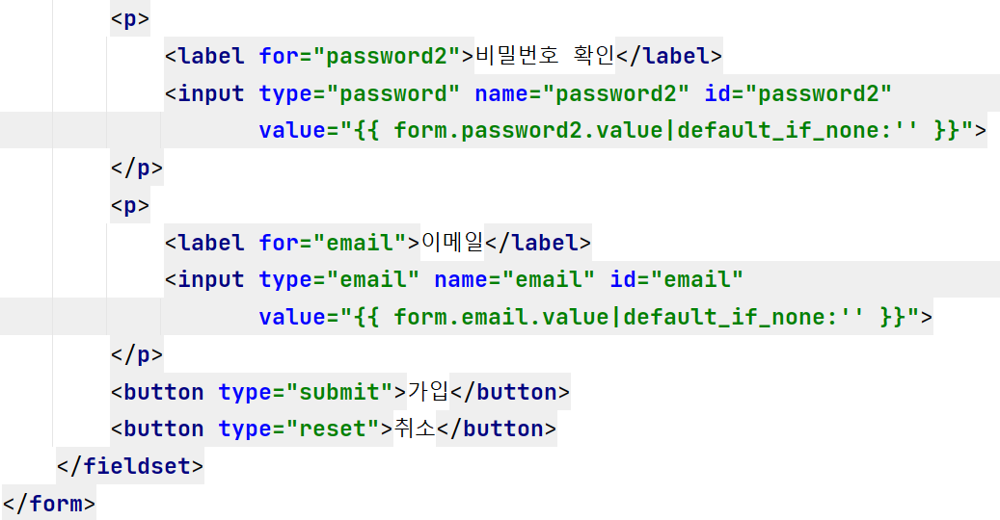 <p>
<label for="password2">비밀번호 확인</label>
<input type="password" name="password2" id="password2"
value="{{ form.password2.value|default_if_none:'' }}">
</p>
<p>
<label for="email">이메일</label>
<input type="email" name="email" id="email"
value="{{ form.email.value|default_if_none:'' }}">
</p>
<button type="submit">가입</button>
<button type="reset">취소</button>
</fieldset>
</form>